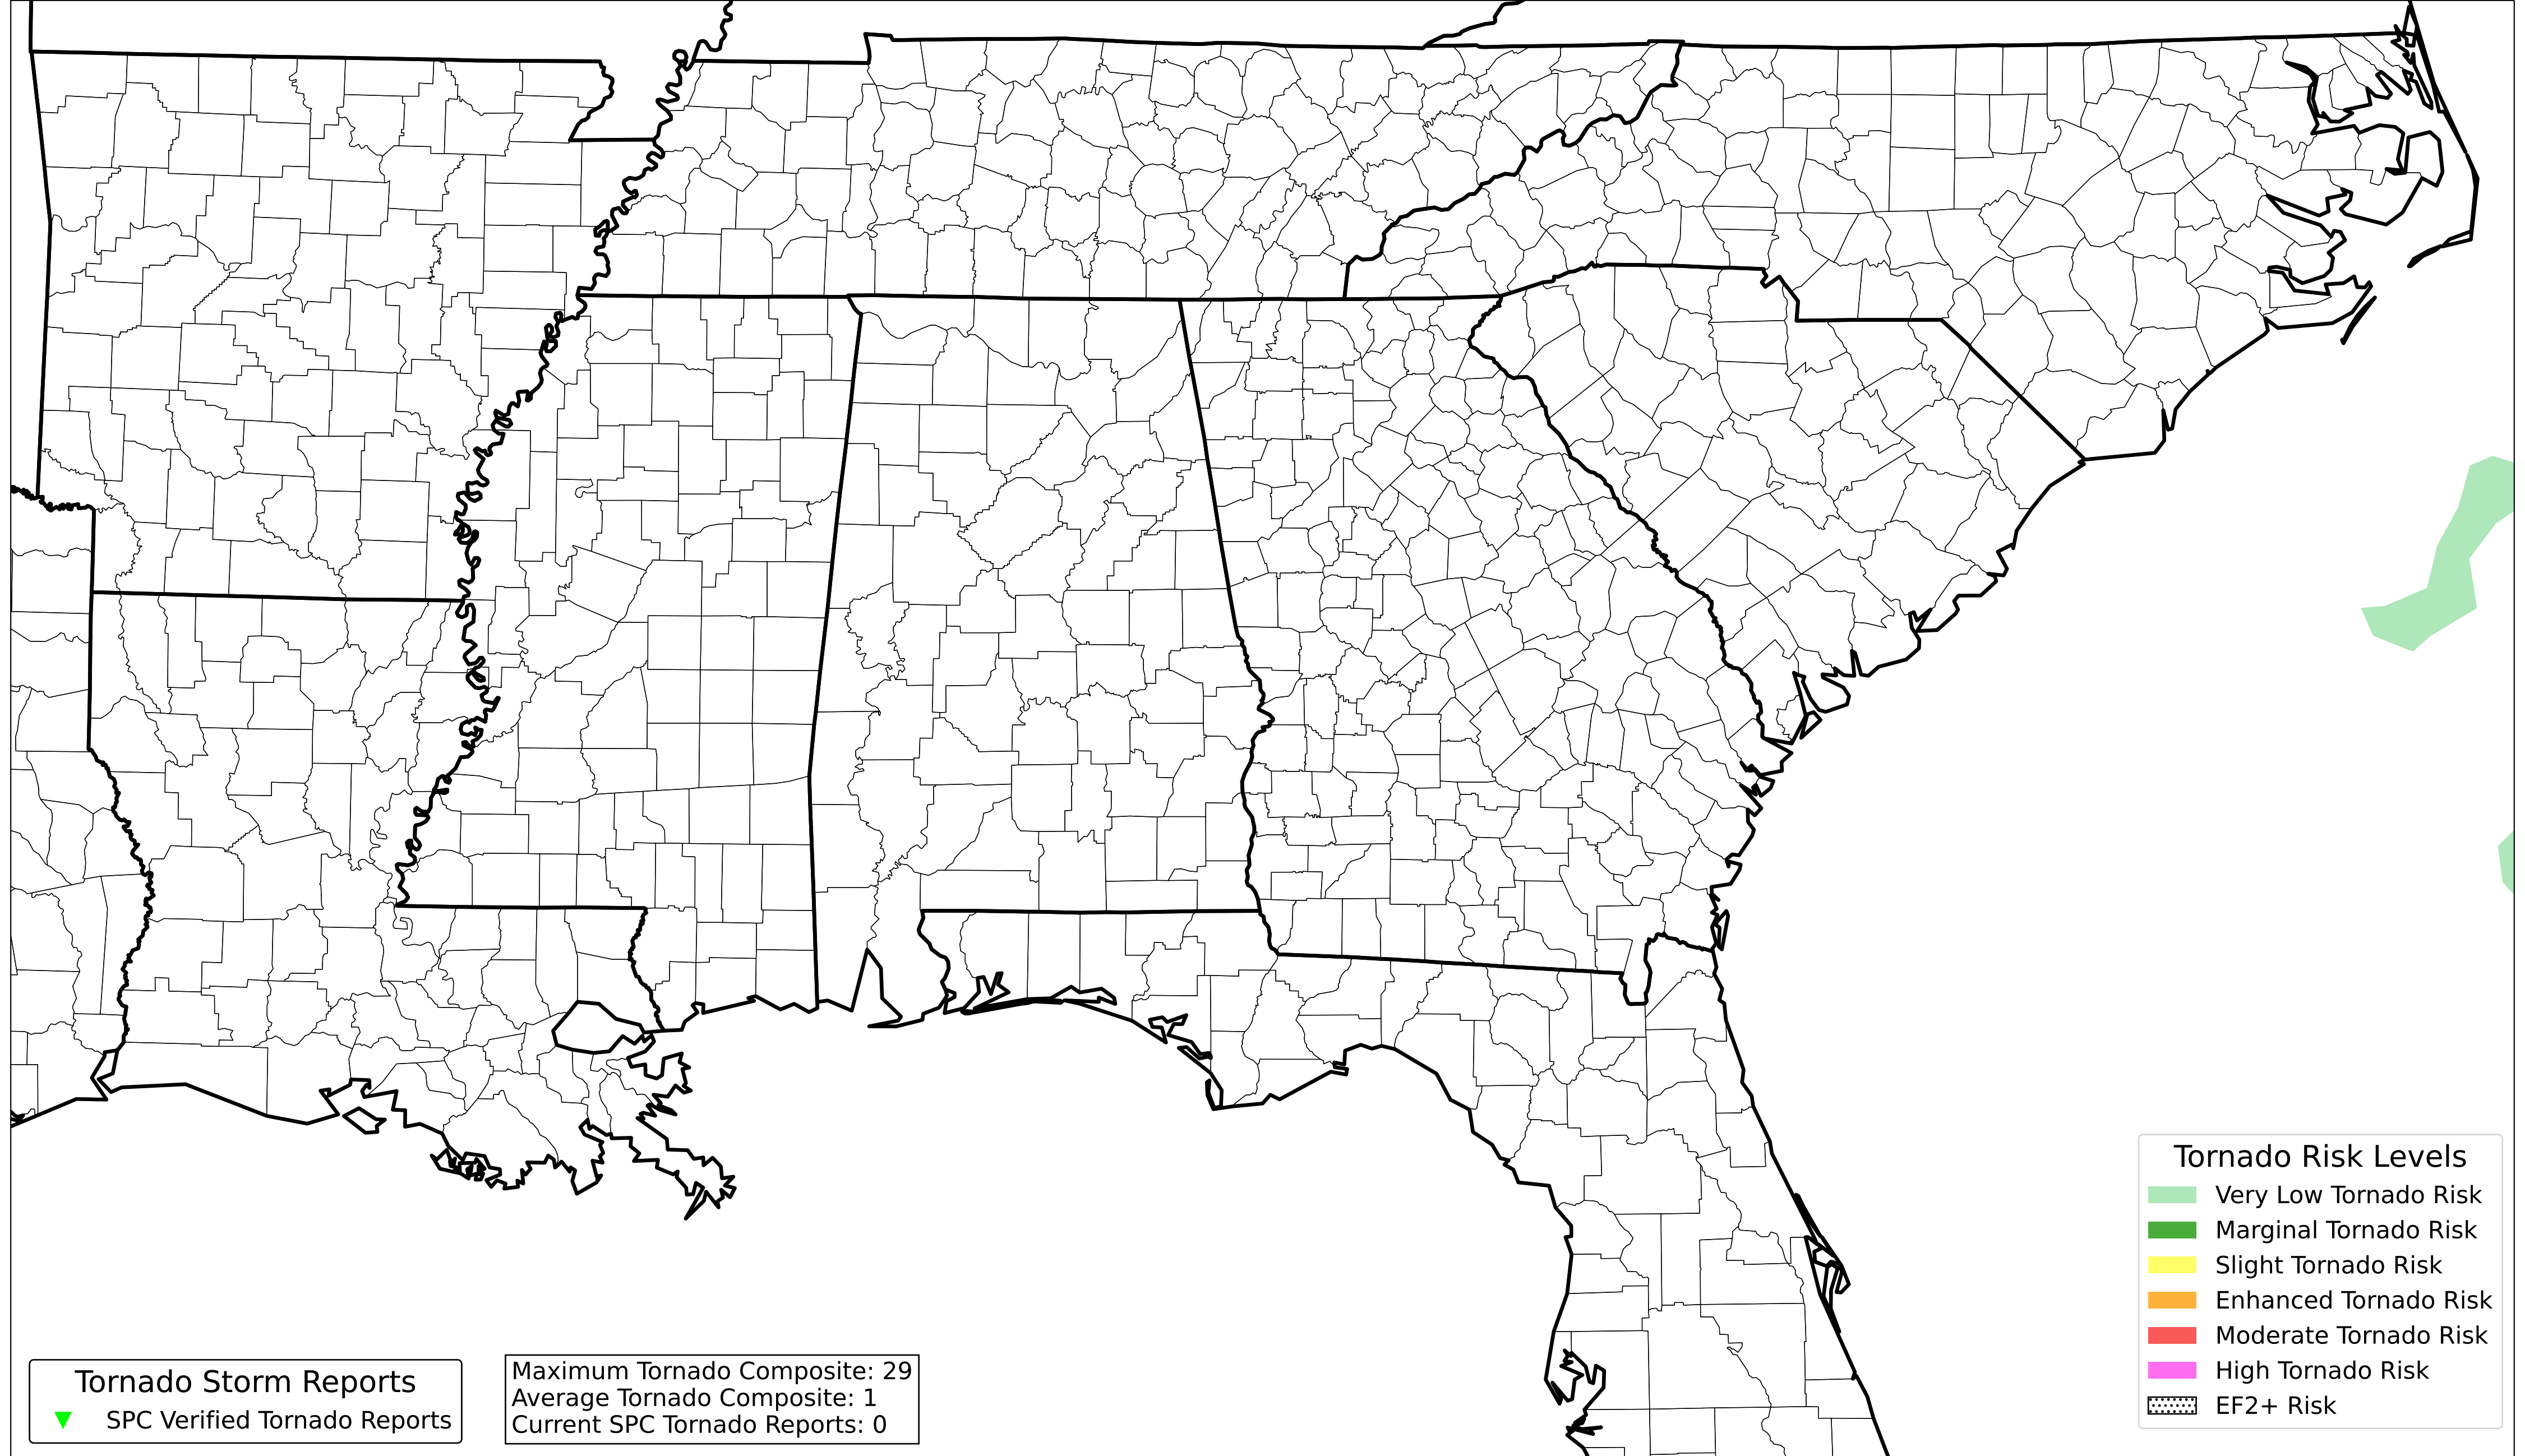 Tornado Storm Reports
SPC Verified Tornado Reports
Maximum Tornado Composite: 29
Average Tornado Composite: 1
Current SPC Tornado Reports: 0
Tornado Risk Levels
Very Low Tornado Risk
Marginal Tornado Risk
Slight Tornado Risk
Enhanced Tornado Risk
Moderate Tornado Risk
High Tornado Risk
EF2+ Risk